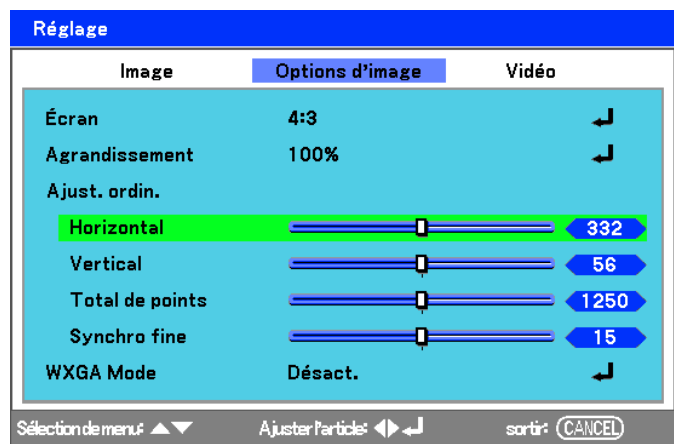 Réglage
Image Options d'image Vidéo
Écran 4:3
Agrandissement 100%
Ajust. ordin.
Horizontal 332
Vertical 56
Total de points 1250
Synchro fine 15
WXGA Mode Désact.
Sélection de menu: Ajuster l'article: sortir: CANCEL